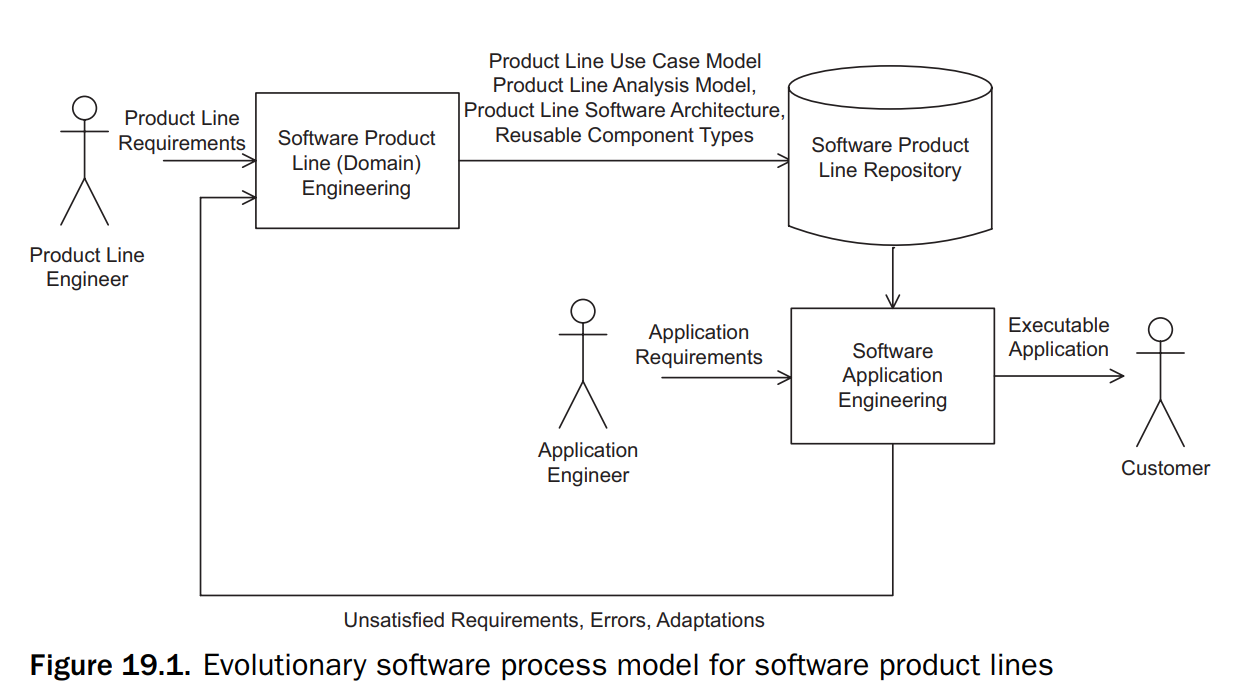 Product Line Use Case Model
Product Line Analysis Model,
Product Line Software Architecture,
Reusable Component Types
Product Line
Requirements
Software Product
Line (Domain)
Engineering
Software Product
Line Repository
Product Line
Engineer
Application
Requirements
Software
Application
Engineering
Executable
Application
Application
Engineer
Customer
Unsatisfied Requirements, Errors, Adaptations
Figure 19.1. Evolutionary software process model for software product lines